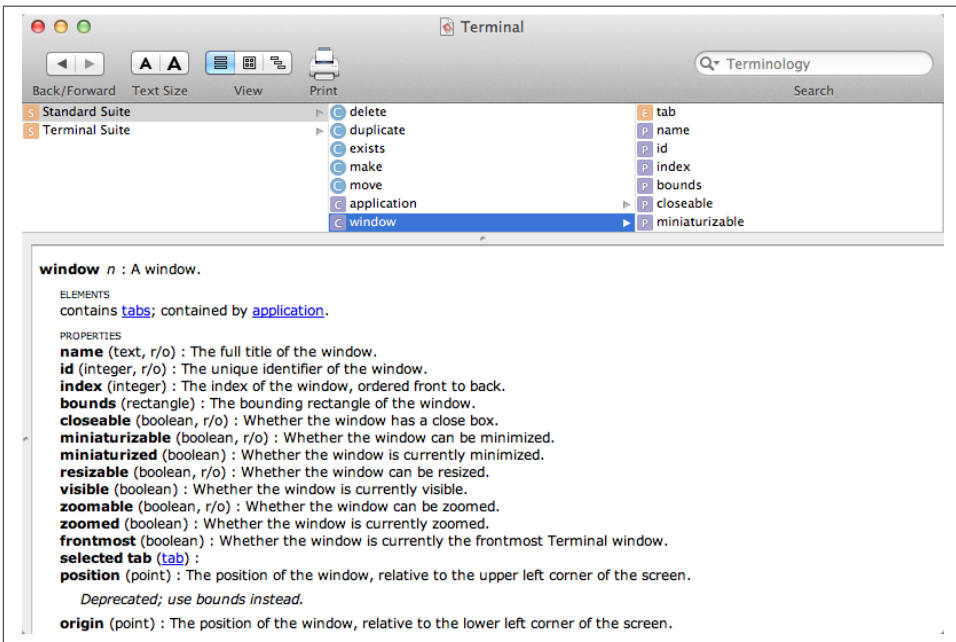 Terminal
A A
Q Terminology
Back/Forward Text Size View Print Search
S Standard Suite
S Terminal Suite
C delete
C duplicate
C exists
C make
C move
C application
C window
E tab
P name
P id
P index
P bounds
P closeable
P miniaturizable
window n : A window.
ELEMENTS
contains tabs; contained by application.
PROPERTIES
name (text, r/o) : The full title of the window.
id (integer, r/o) : The unique identifier of the window.
index (integer) : The index of the window, ordered front to back.
bounds (rectangle) : The bounding rectangle of the window.
closeable (boolean, r/o) : Whether the window has a close box.
miniaturizable (boolean, r/o) : Whether the window can be minimized.
miniaturized (boolean) : Whether the window is currently minimized.
resizable (boolean, r/o) : Whether the window can be resized.
visible (boolean) : Whether the window is currently visible.
zoomable (boolean, r/o) : Whether the window can be zoomed.
zoomed (boolean) : Whether the window is currently zoomed.
frontmost (boolean) : Whether the window is currently the frontmost Terminal window.
selected tab (tab) :
position (point) : The position of the window, relative to the upper left corner of the screen.
Deprecated; use bounds instead.
origin (point) : The position of the window, relative to the lower left corner of the screen.